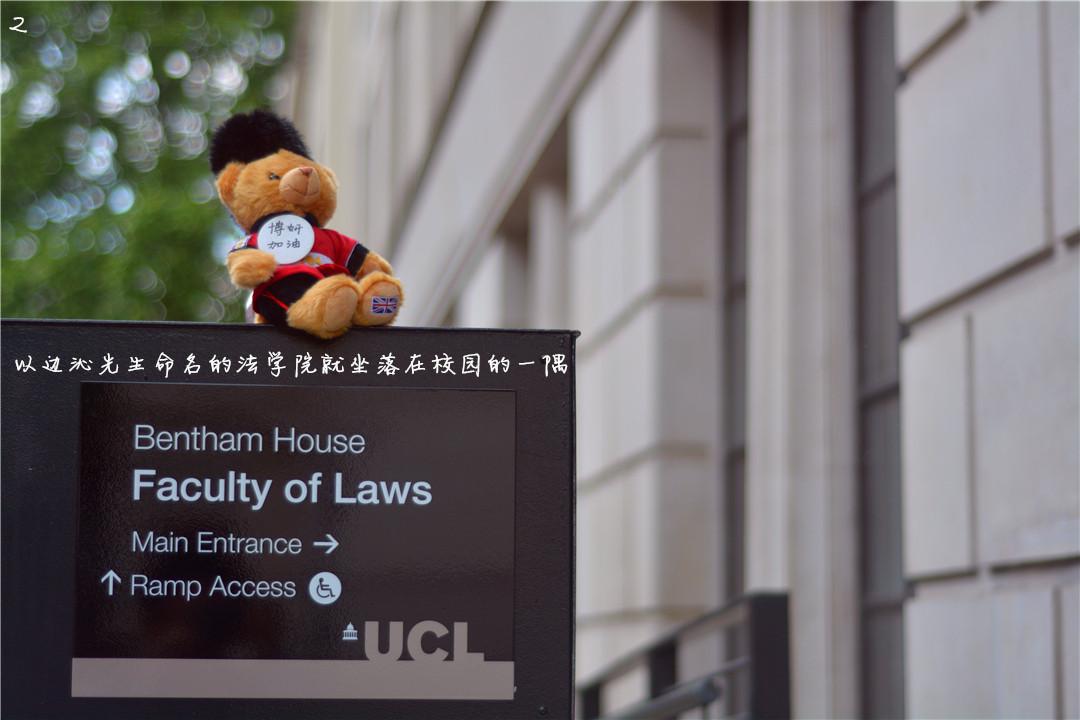 2
博妤
加油
以边沁先生命名的法学院就坐落在校园的一隅
Bentham House
Faculty of Laws
Main Entrance →
↑ Ramp Access
UCL